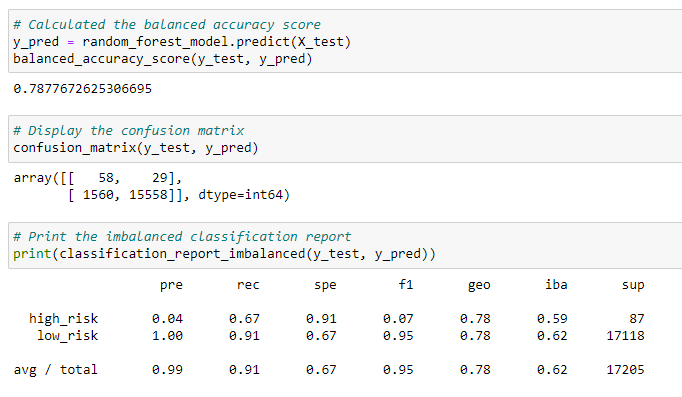 # Calculated the balanced accuracy score
y_pred = random_forest_model.predict(X_test)
balanced_accuracy_score(y_test, y_pred)
0.7877672625306695
# Display the confusion matrix
confusion_matrix(y_test, y_pred)
array([[   58,    29],
       [ 1560, 15558]], dtype=int64)
# Print the imbalanced classification report
print(classification_report_imbalanced(y_test, y_pred))
                   pre       rec       spe        f1       geo       iba       sup
  high_risk       0.04      0.67      0.91      0.07      0.78      0.59        87
   low_risk       1.00      0.91      0.67      0.95      0.78      0.62     17118
avg / total       0.99      0.91      0.67      0.95      0.78      0.62     17205